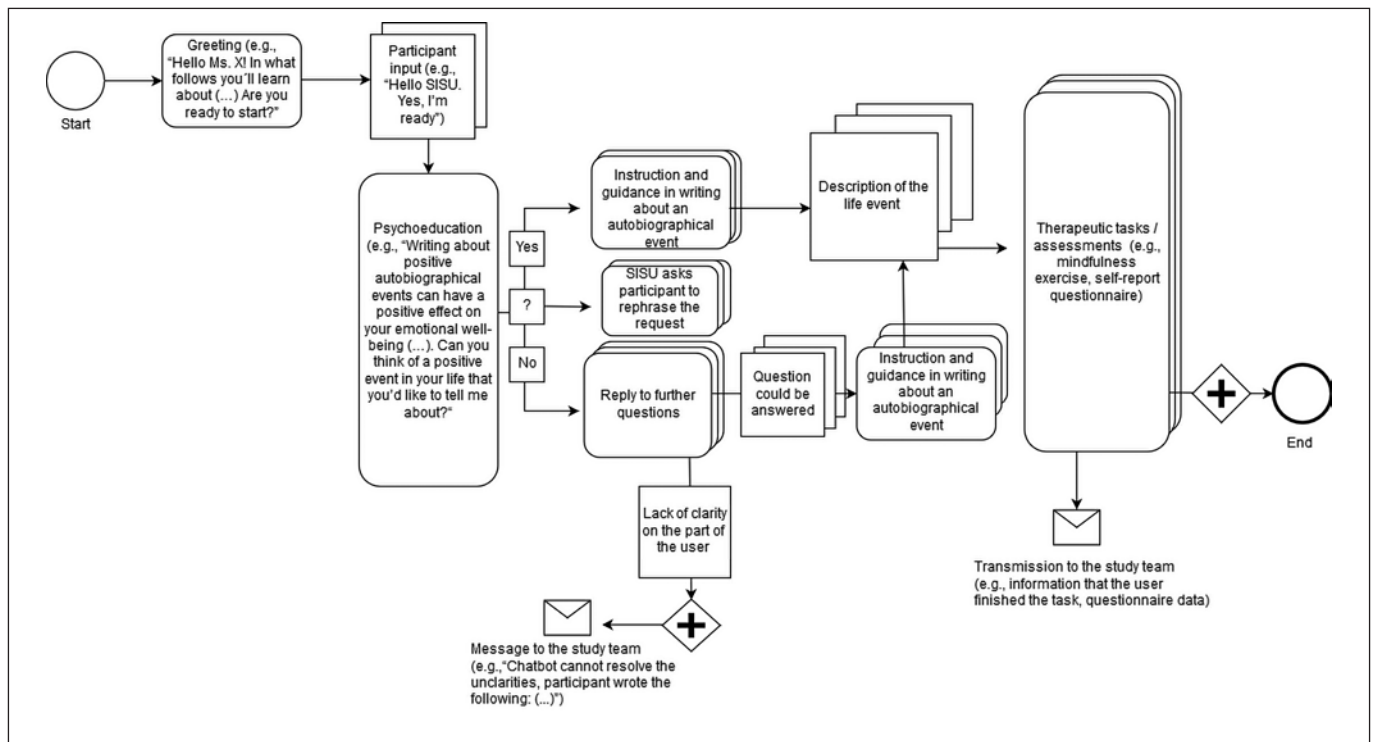 Greeting (e.g.,
“Hello Ms. X! In what
follows you´ll learn
about (…) Are you
ready to start?”
Start
Participant
input (e.g.,
“Hello SISU.
Yes, I’m
ready”)
Psychoeducation
(e.g., “Writing about
positive
autobiographical
events can have a
positive effect on
your emotional well-
being (…). Can you
think of a positive
event in your life that
you’d like to tell me
about?“
Yes
?
No
Instruction and
guidance in writing
about an
autobiographical
event
SISU asks
participant to
rephrase the
request
Reply to further
questions
Question
could be
answered
Instruction and
guidance in writing
about an
autobiographical
event
Description of the
life event
Therapeutic tasks /
assessments (e.g.,
mindfulness
exercise, self-report
questionnaire)
End
Lack of clarity
on the part of
the user
Message to the study team
(e.g.,“Chatbot cannot resolve the
unclarities, participant wrote the
following: (...)”)
Transmission to the study team
(e.g., information that the user
finished the task, questionnaire data)